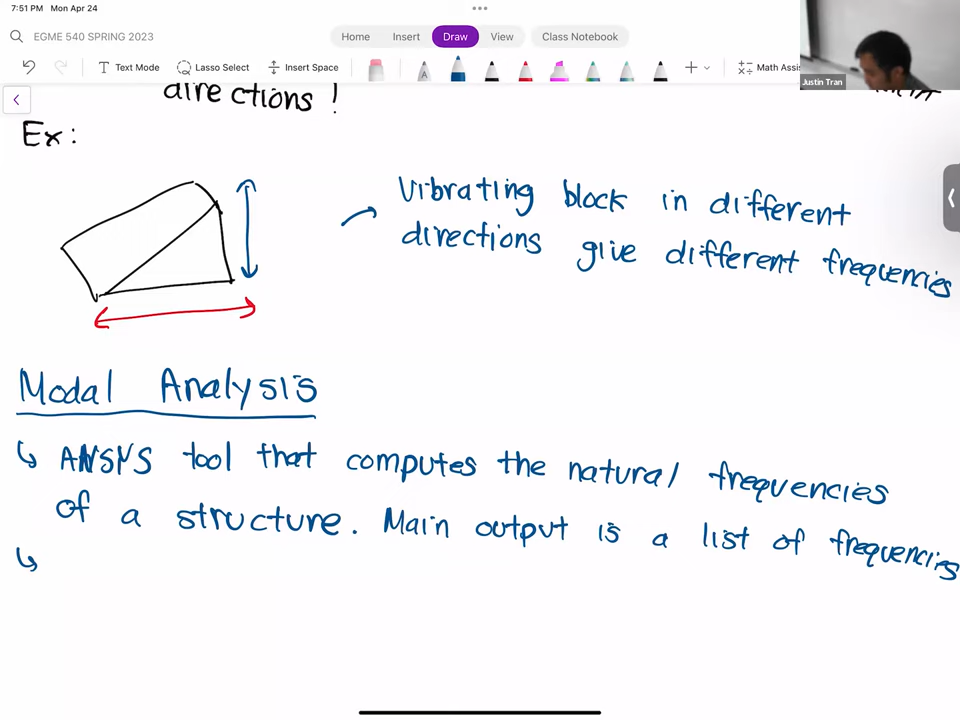 7:51 PM Mon Apr 24
EGME 540 SPRING 2023
Home Insert Draw View Class Notebook
Text Mode Lasso Select Insert Space Math Assis
Justin Tran
directions !
Ex:
Vibrating block in different
directions give different frequencies
Modal Analysis
↳ ANSYS tool that computes the natural frequencies
of a structure. Main output is a list of frequencies
↳